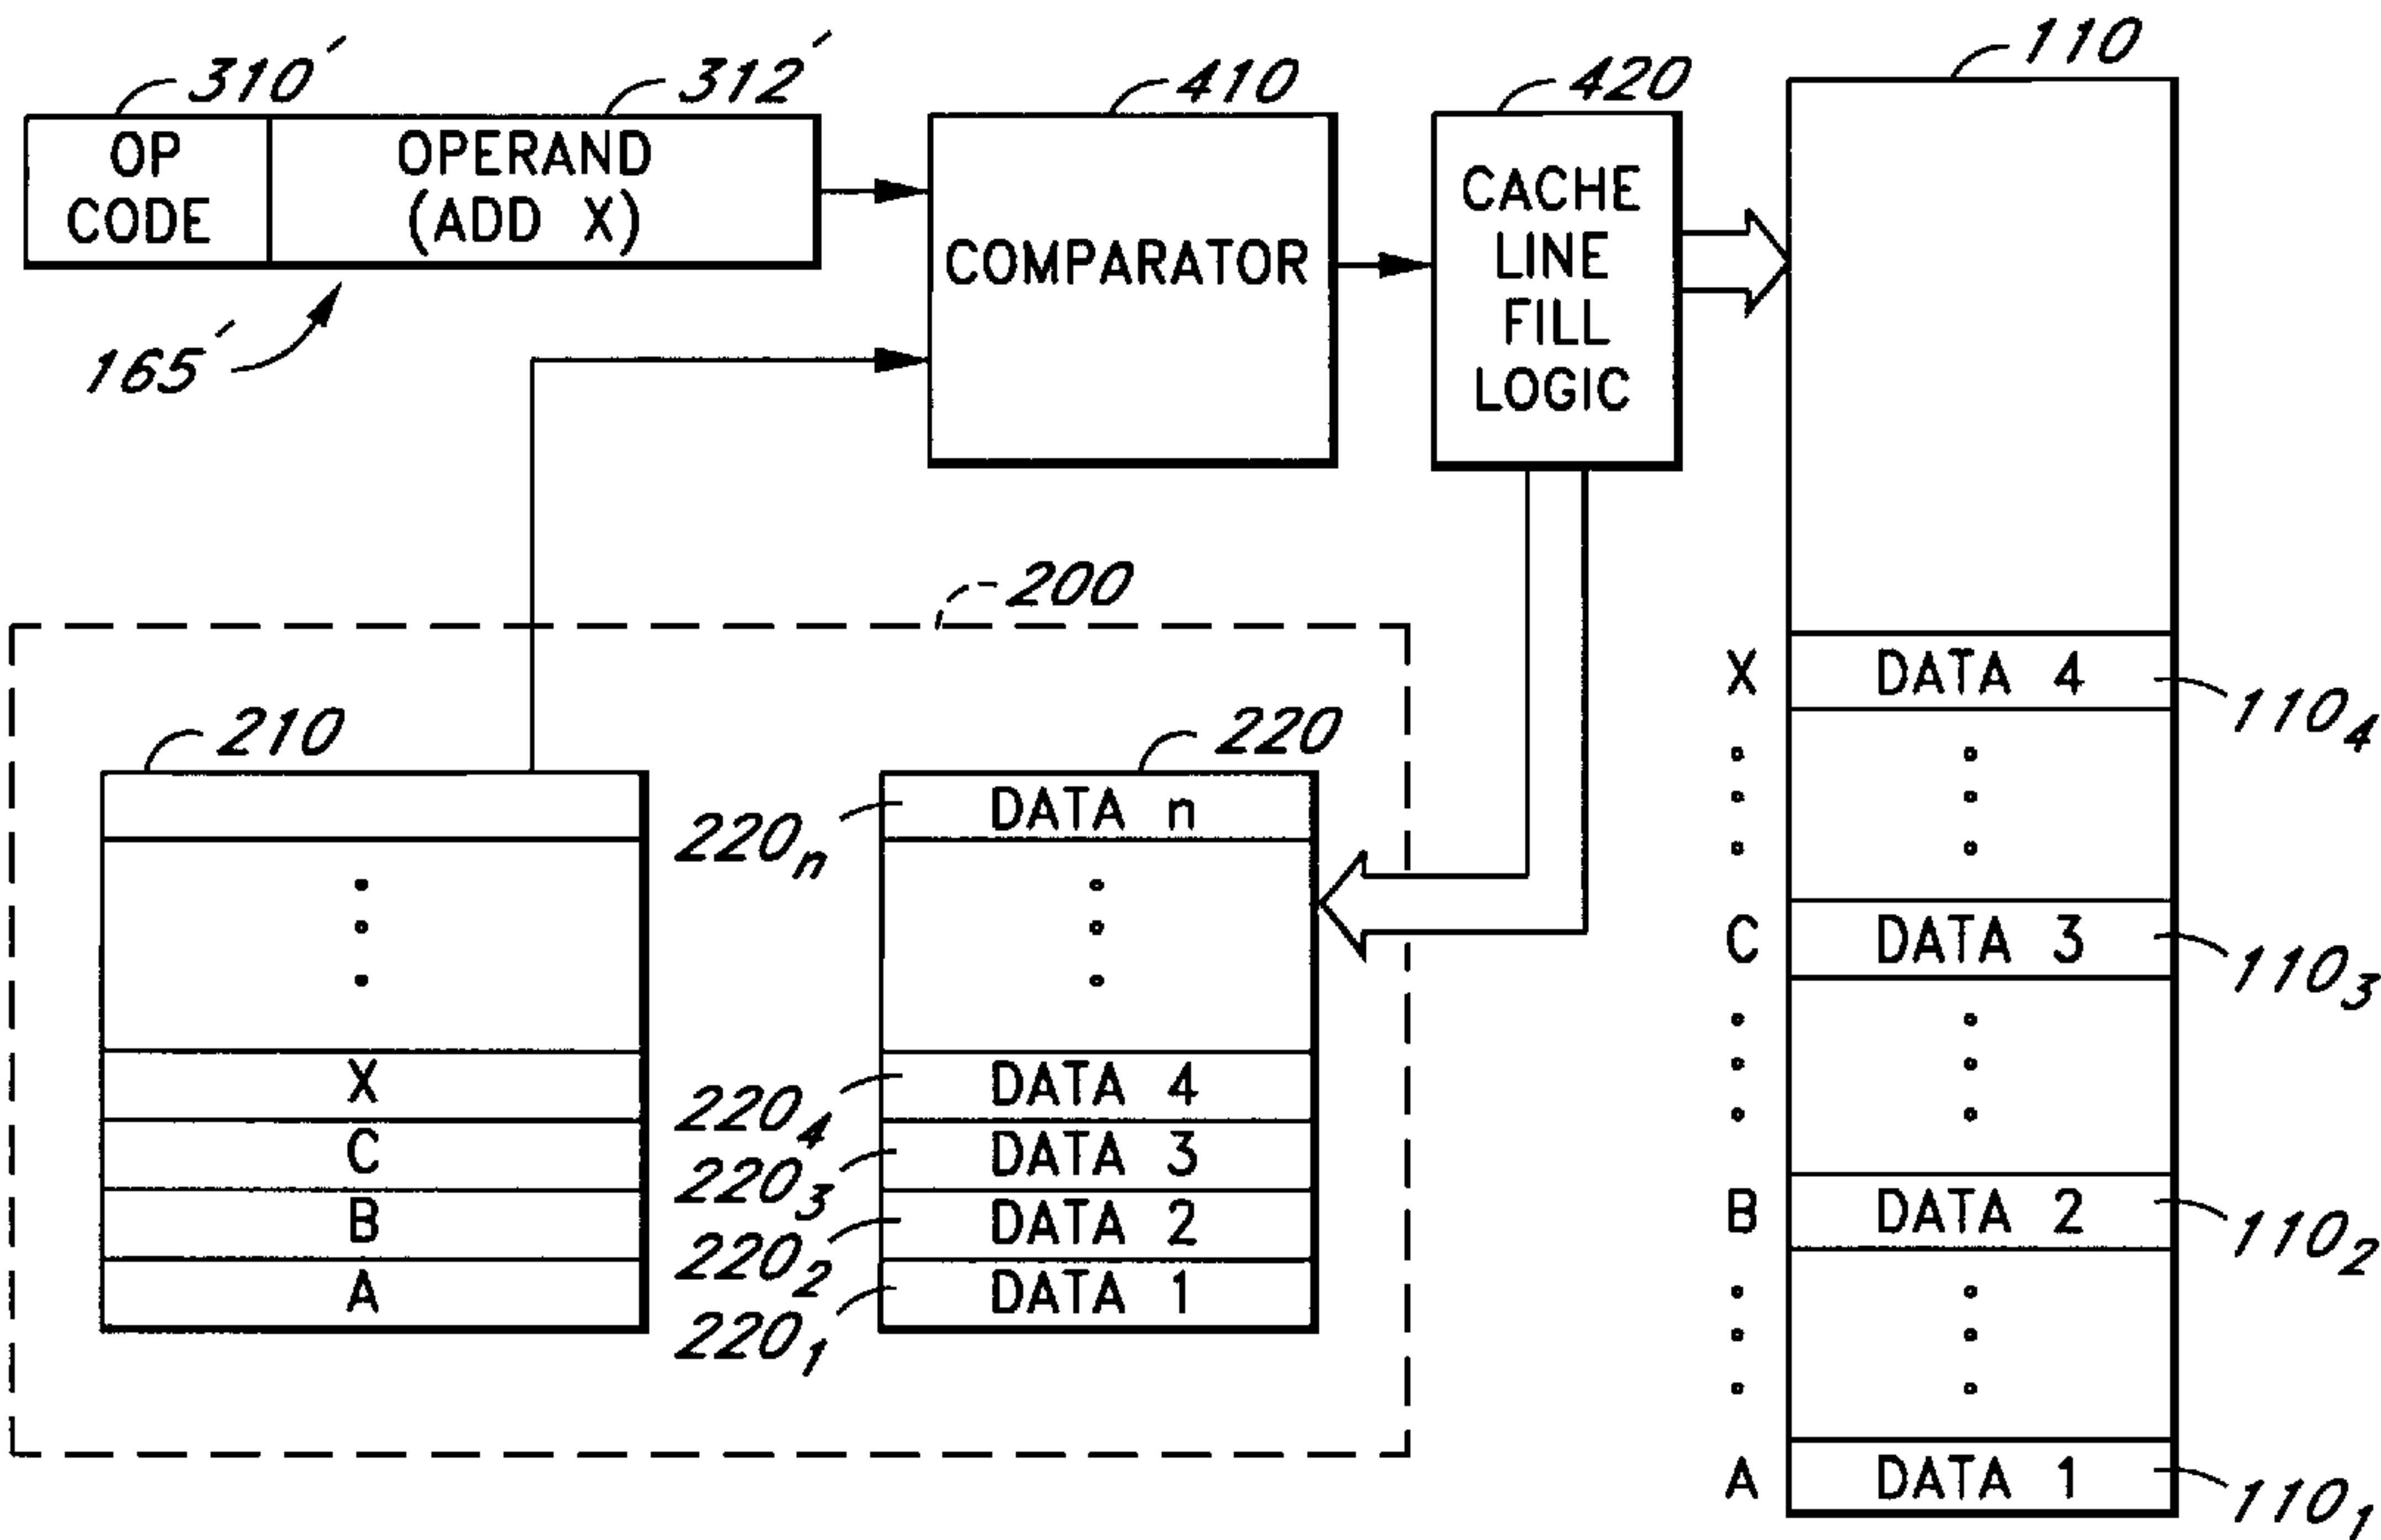 310′
312′
410
420
110
OP
CODE
OPERAND
(ADD X)
COMPARATOR
CACHE
LINE
FILL
LOGIC
165′
200
210
220
X
C
B
A
220n
2204
2203
2202
2201
DATA n
DATA 4
DATA 3
DATA 2
DATA 1
X
DATA 4
1104
C
DATA 3
1103
B
DATA 2
1102
A
DATA 1
1101